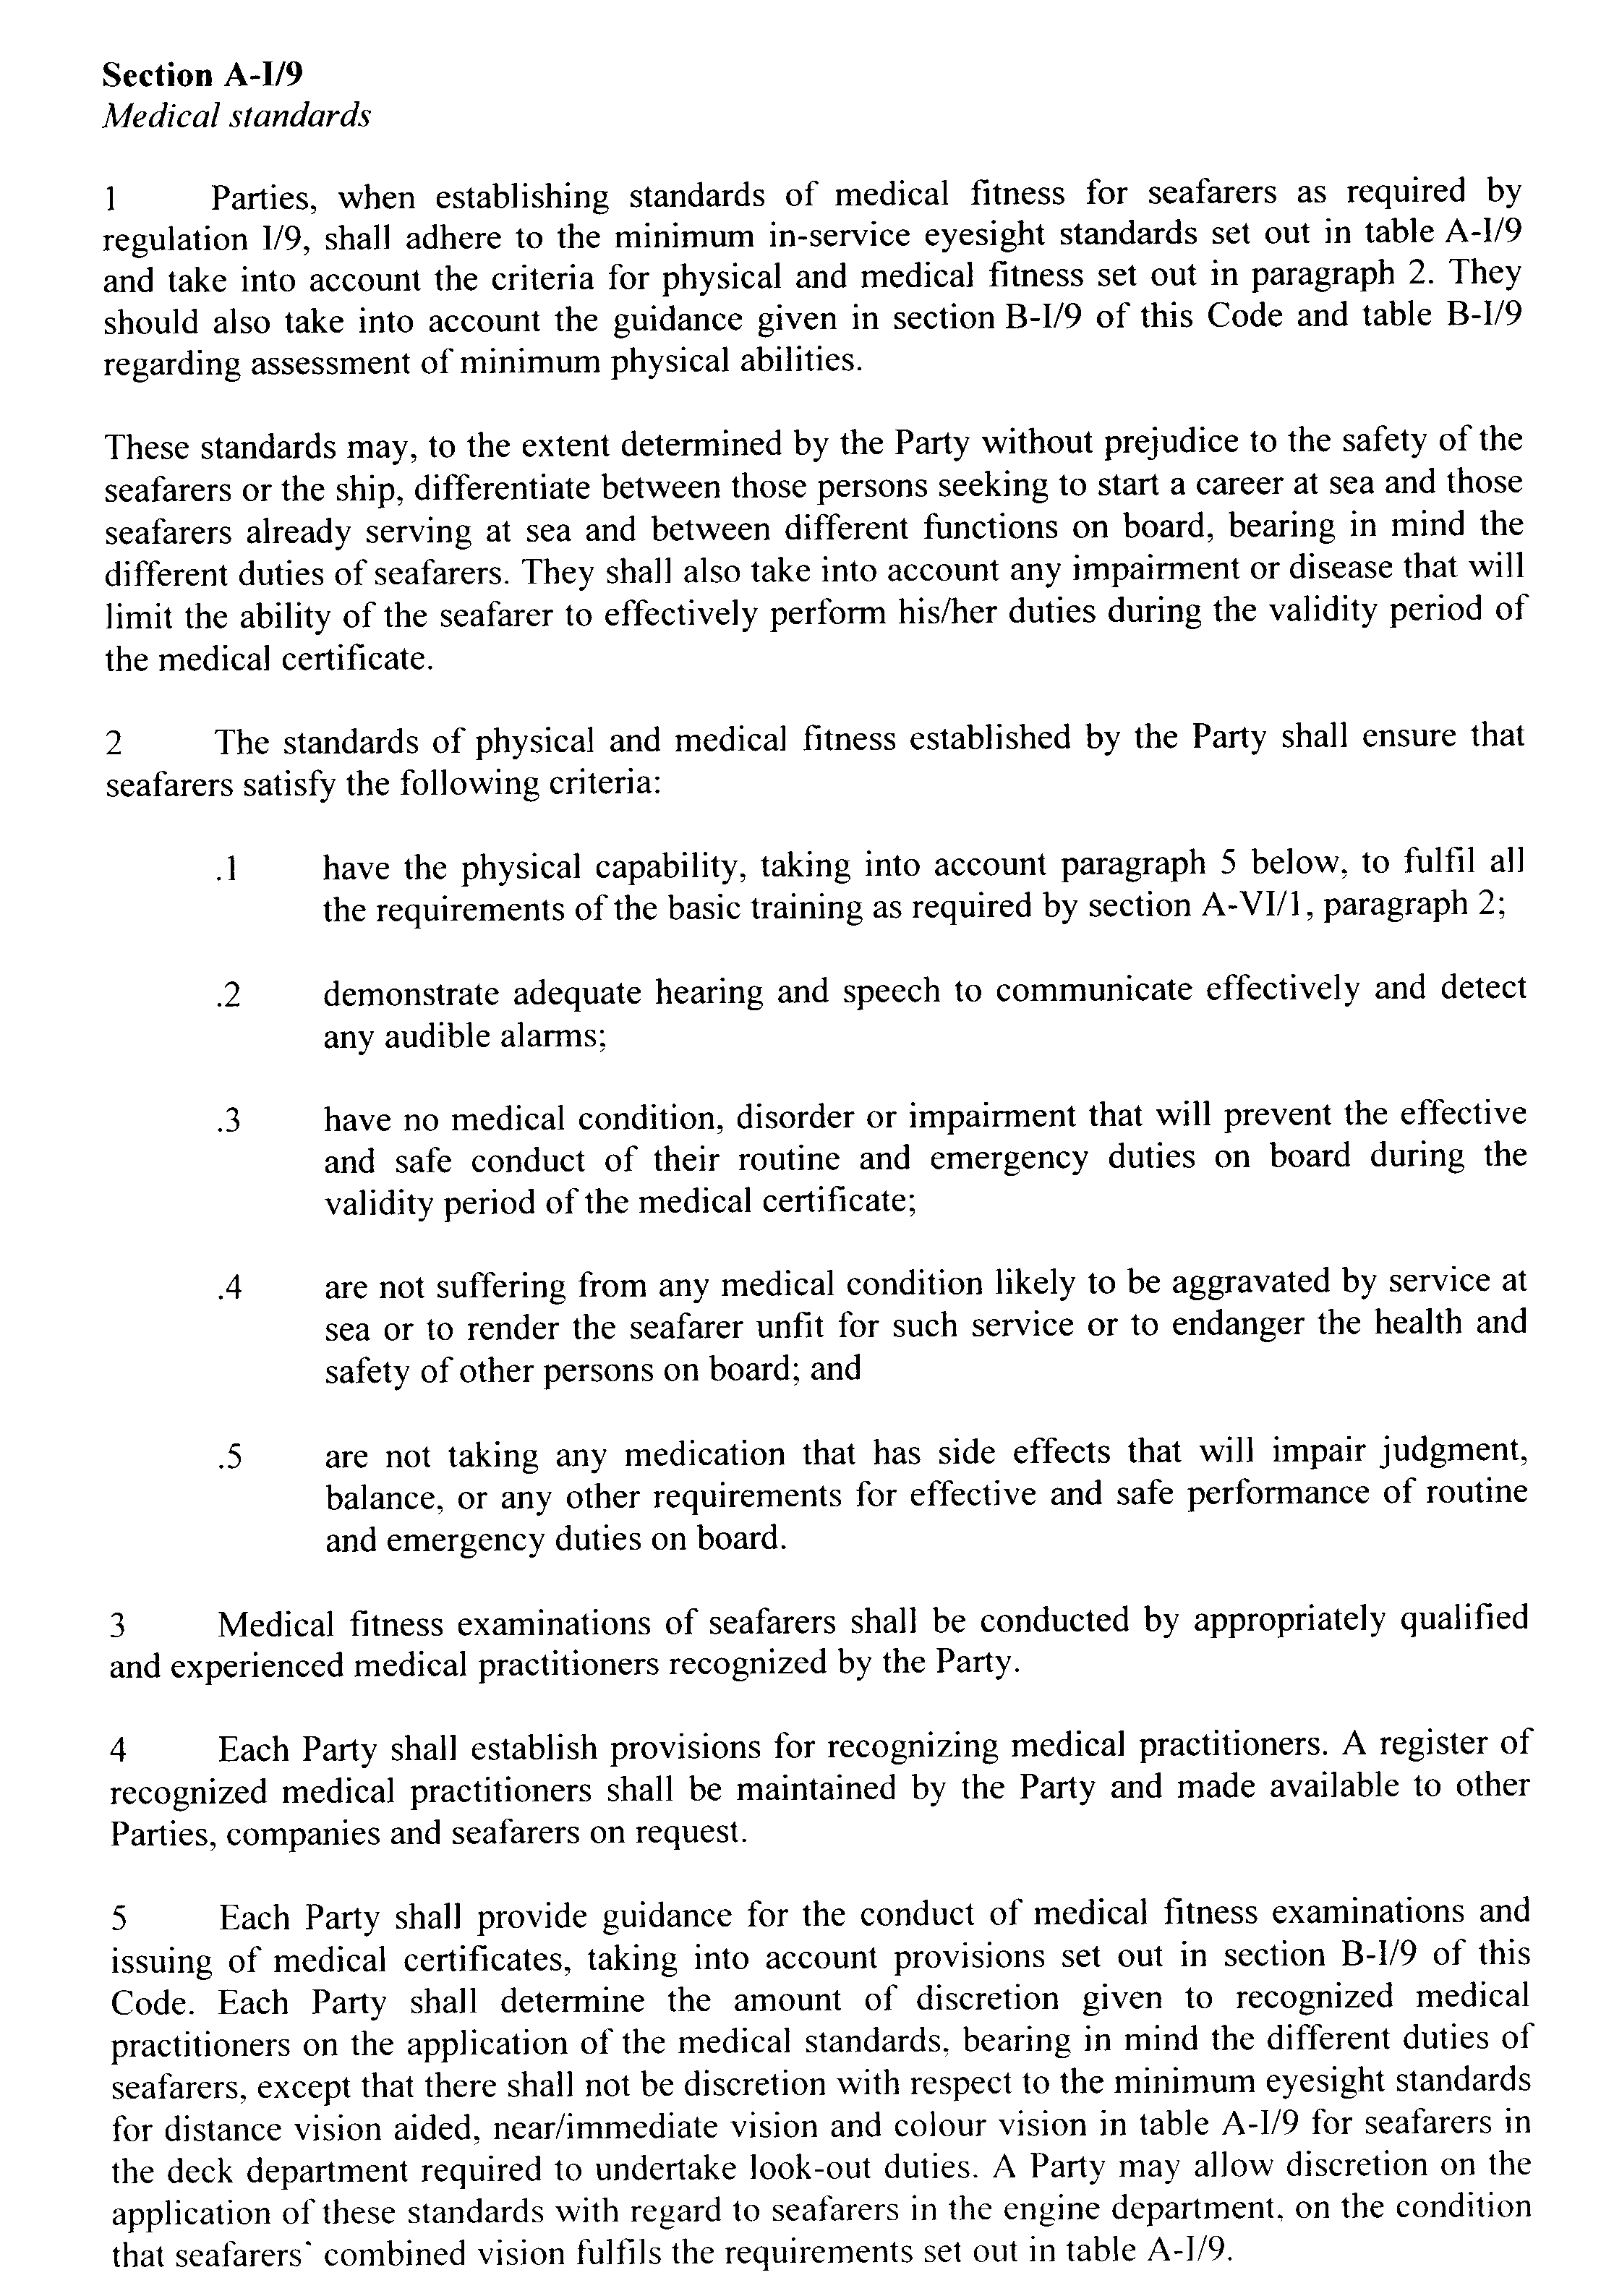 Section A-I/9
Medical standards
1 Parties, when establishing standards of medical fitness for seafarers as required by
regulation I/9, shall adhere to the minimum in-service eyesight standards set out in table A-I/9
and take into account the criteria for physical and medical fitness set out in paragraph 2. They
should also take into account the guidance given in section B-I/9 of this Code and table B-I/9
regarding assessment of minimum physical abilities.
These standards may, to the extent determined by the Party without prejudice to the safety of the
seafarers or the ship, differentiate between those persons seeking to start a career at sea and those
seafarers already serving at sea and between different functions on board, bearing in mind the
different duties of seafarers. They shall also take into account any impairment or disease that will
limit the ability of the seafarer to effectively perform his/her duties during the validity period of
the medical certificate.
2 The standards of physical and medical fitness established by the Party shall ensure that
seafarers satisfy the following criteria:
.1 have the physical capability, taking into account paragraph 5 below, to fulfil all
the requirements of the basic training as required by section A-VI/1, paragraph 2;
.2 demonstrate adequate hearing and speech to communicate effectively and detect
any audible alarms;
.3 have no medical condition, disorder or impairment that will prevent the effective
and safe conduct of their routine and emergency duties on board during the
validity period of the medical certificate;
.4 are not suffering from any medical condition likely to be aggravated by service at
sea or to render the seafarer unfit for such service or to endanger the health and
safety of other persons on board; and
.5 are not taking any medication that has side effects that will impair judgment,
balance, or any other requirements for effective and safe performance of routine
and emergency duties on board.
3 Medical fitness examinations of seafarers shall be conducted by appropriately qualified
and experienced medical practitioners recognized by the Party.
4 Each Party shall establish provisions for recognizing medical practitioners. A register of
recognized medical practitioners shall be maintained by the Party and made available to other
Parties, companies and seafarers on request.
5 Each Party shall provide guidance for the conduct of medical fitness examinations and
issuing of medical certificates, taking into account provisions set out in section B-I/9 of this
Code. Each Party shall determine the amount of discretion given to recognized medical
practitioners on the application of the medical standards, bearing in mind the different duties of
seafarers, except that there shall not be discretion with respect to the minimum eyesight standards
for distance vision aided, near/immediate vision and colour vision in table A-I/9 for seafarers in
the deck department required to undertake look-out duties. A Party may allow discretion on the
application of these standards with regard to seafarers in the engine department, on the condition
that seafarers' combined vision fulfils the requirements set out in table A-I/9.